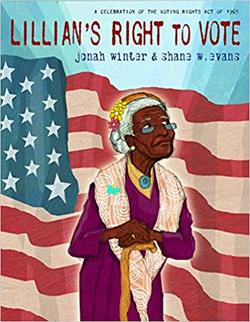 A CELEBRATION OF THE VOTING RIGHTS ACT OF 1965
LILLIAN'S RIGHT TO VOTE
jonah winter & shane w. evans